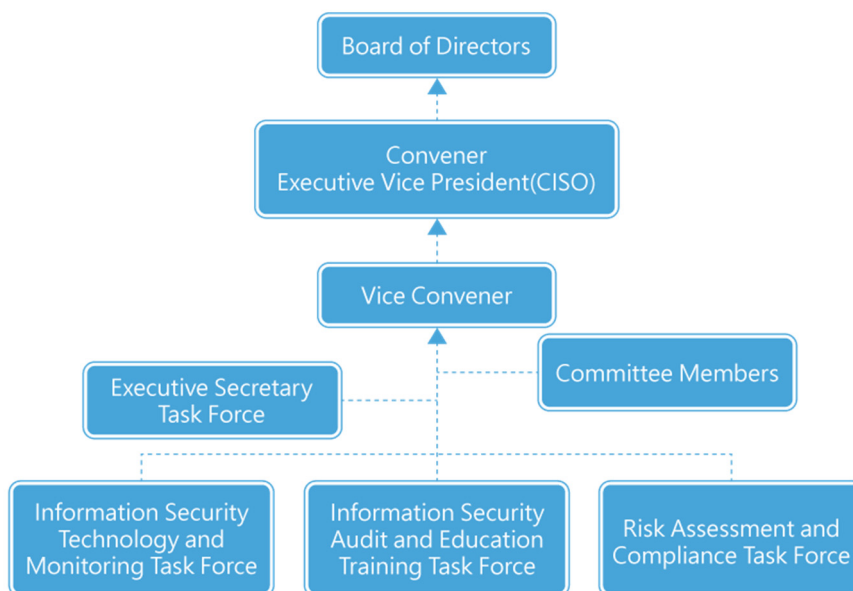 Board of Directors
Convener
Executive Vice President(CISO)
Vice Convener
Committee Members
Executive Secretary
Task Force
Information Security
Technology and
Monitoring Task Force
Information Security
Audit and Education
Training Task Force
Risk Assessment and
Compliance Task Force